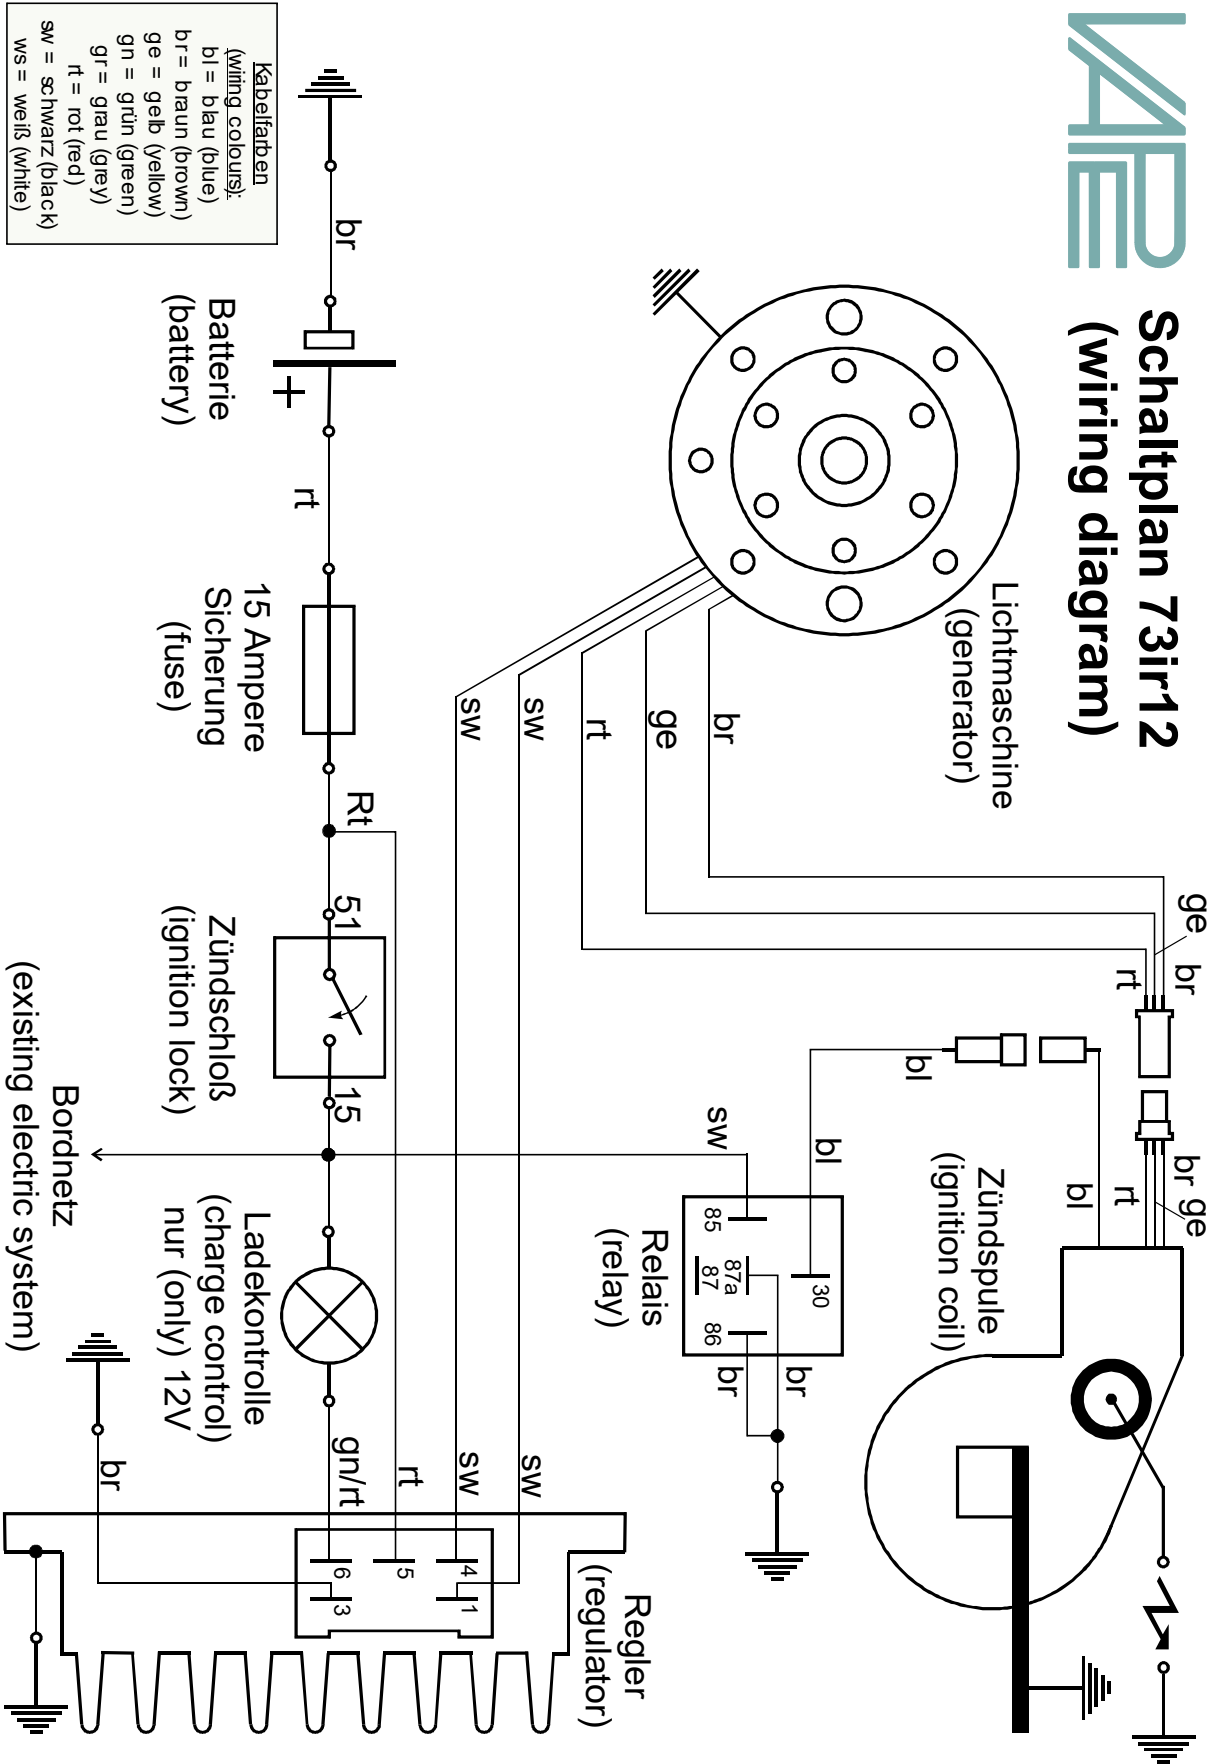 VAPE
Schaltplan 73ir12
(wiring diagram)
Lichtmaschine
(generator)
ge
br
rt
br ge
rt
bl
bl
Zündspule
(ignition coil)
br
ge
rt
sw
sw
sw
bl
30
85
87a
87
86
Relais
(relay)
br
br
br
Batterie
(battery)
+
rt
15 Ampere
Sicherung
(fuse)
Rt
51
15
Zündschloß
(ignition lock)
Bordnetz
(existing electric system)
Ladekontrolle
(charge control)
nur (only) 12V
gn/rt
rt
sw
sw
br
4
1
5
6
3
Regler
(regulator)
Kabelfarben
(wiring colours):
bl = blau (blue)
br = braun (brown)
ge = gelb (yellow)
gn = grün (green)
gr = grau (grey)
rt = rot (red)
sw = schwarz (black)
ws = weiß (white)